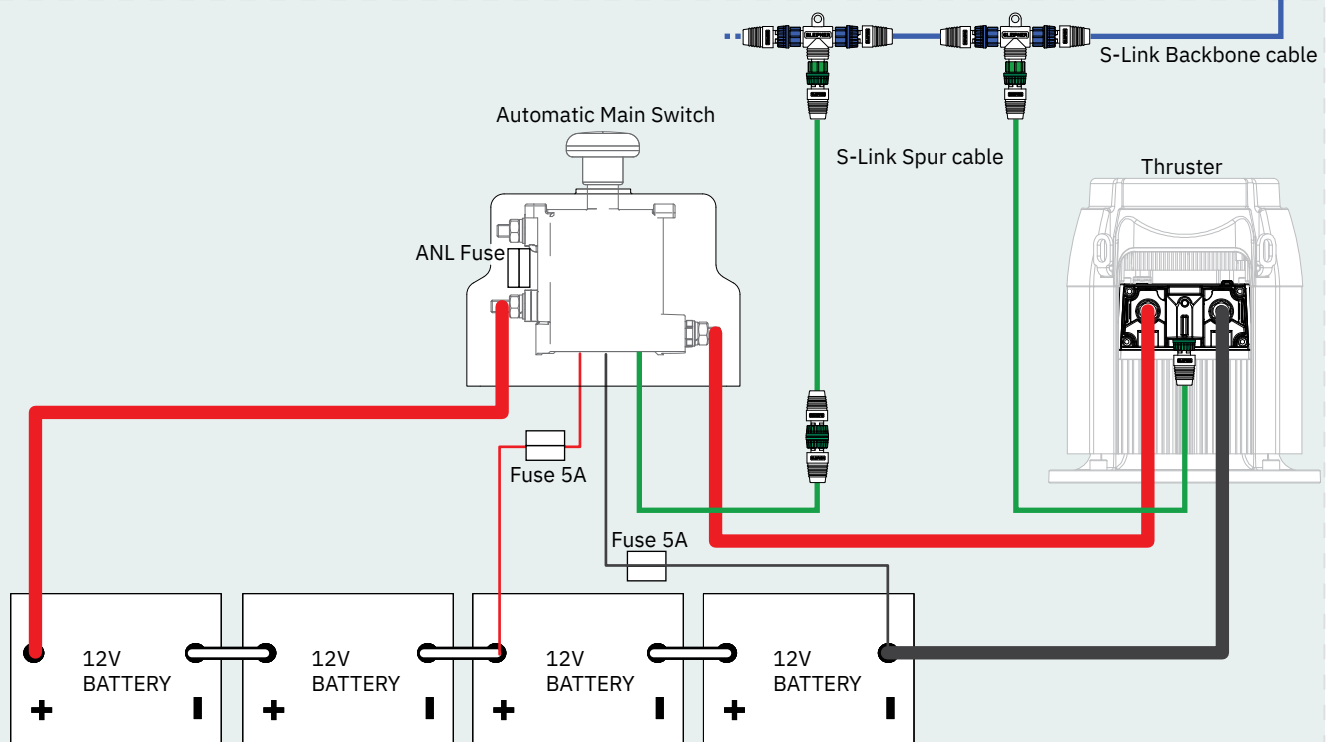 S-Link Backbone cable
Automatic Main Switch
S-Link Spur cable
Thruster
ANL Fuse
Fuse 5A
Fuse 5A
12V
BATTERY
+
-
12V
BATTERY
+
-
12V
BATTERY
+
-
12V
BATTERY
+
-